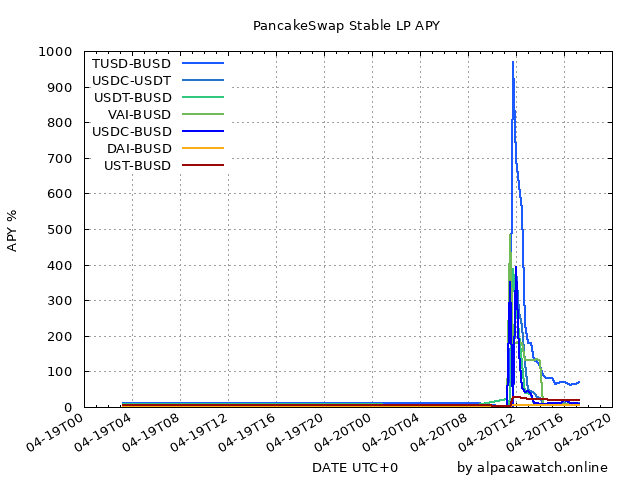 PancakeSwap Stable LP APY
1000
900
800
700
600
500
400
300
200
100
0
APY %
TUSD-BUSD
USDC-USDT
USDT-BUSD
VAI-BUSD
USDC-BUSD
DAI-BUSD
UST-BUSD
04-19T00
04-19T04
04-19T08
04-19T12
04-19T16
04-19T20
04-20T00
04-20T04
04-20T08
04-20T12
04-20T16
04-20T20
DATE UTC+0
by alpacawatch.online